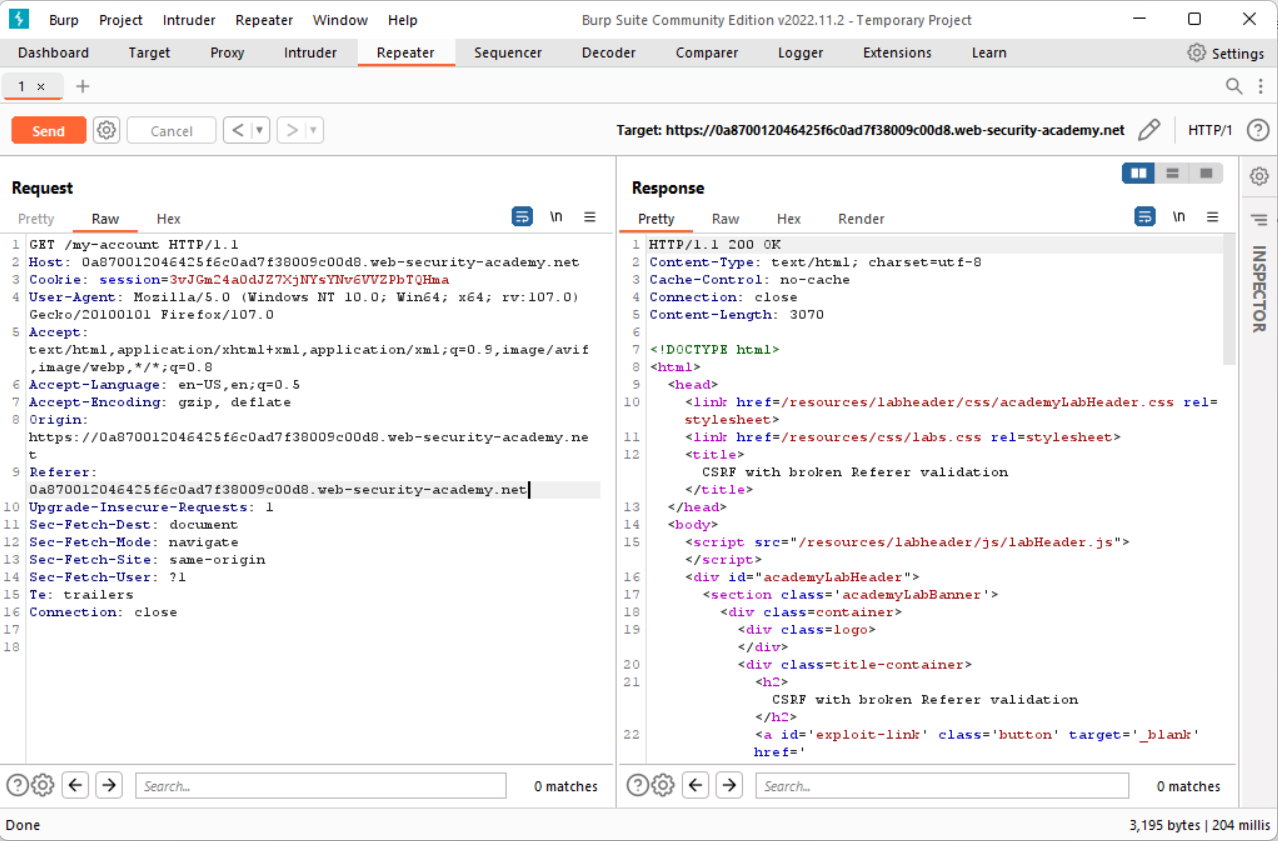 Burp Project Intruder Repeater Window Help Burp Suite Community Edition v2022.11.2 - Temporary Project
Dashboard Target Proxy Intruder Repeater Sequencer Decoder Comparer Logger Extensions Learn Settings
1 ×
Send Cancel < > Target: https://0a870012046425f6c0ad7f38009c00d8.web-security-academy.net HTTP/1
Request
Pretty Raw Hex \n
1 GET /my-account HTTP/1.1
2 Host: 0a870012046425f6c0ad7f38009c00d8.web-security-academy.net
3 Cookie: session=3vJGm24a0dJZ7XjNYsYNv6VVZPbTQHma
4 User-Agent: Mozilla/5.0 (Windows NT 10.0; Win64; x64; rv:107.0)
Gecko/20100101 Firefox/107.0
5 Accept:
text/html,application/xhtml+xml,application/xml;q=0.9,image/avif
,image/webp,*/*;q=0.8
6 Accept-Language: en-US,en;q=0.5
7 Accept-Encoding: gzip, deflate
8 Origin:
https://0a870012046425f6c0ad7f38009c00d8.web-security-academy.ne
t
9 Referer:
0a870012046425f6c0ad7f38009c00d8.web-security-academy.net
10 Upgrade-Insecure-Requests: 1
11 Sec-Fetch-Dest: document
12 Sec-Fetch-Mode: navigate
13 Sec-Fetch-Site: same-origin
14 Sec-Fetch-User: ?1
15 Te: trailers
16 Connection: close
17
18
Search... 0 matches
Response
Pretty Raw Hex Render \n
1 HTTP/1.1 200 OK
2 Content-Type: text/html; charset=utf-8
3 Cache-Control: no-cache
4 Connection: close
5 Content-Length: 3070
6
7 <!DOCTYPE html>
8 <html>
9 <head>
10 <link href=/resources/labheader/css/academyLabHeader.css rel=
stylesheet>
11 <link href=/resources/css/labs.css rel=stylesheet>
12 <title>
CSRF with broken Referer validation
</title>
13 </head>
14 <body>
15 <script src="/resources/labheader/js/labHeader.js">
</script>
16 <div id="academyLabHeader">
17 <section class='academyLabBanner'>
18 <div class=container>
19 <div class=logo>
</div>
20 <div class=title-container>
21 <h2>
CSRF with broken Referer validation
</h2>
22 <a id='exploit-link' class='button' target='_blank'
href='
Search... 0 matches
INSPECTOR
Done 3,195 bytes | 204 millis